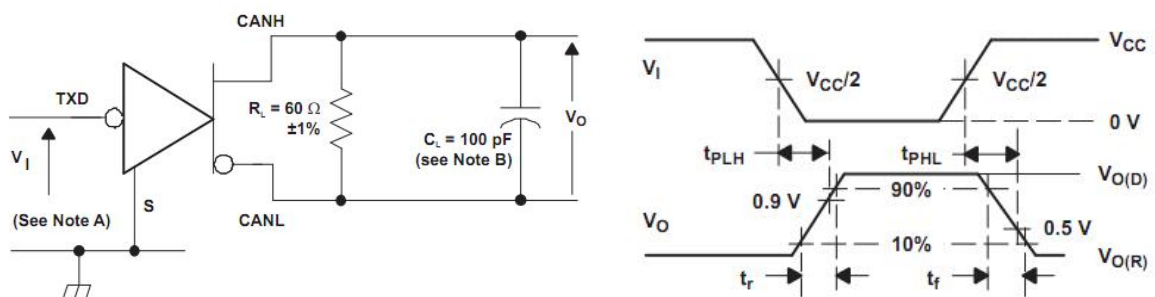 CANH
TXD
R_L = 60 Ω
±1%
C_L = 100 pF
(see Note B)
V_O
V_I
(See Note A)
S
CANL
V_I
V_CC
V_CC/2
V_CC/2
0 V
t_PLH
t_PHL
V_O(D)
90%
0.9 V
0.5 V
V_O
10%
V_O(R)
t_r
t_f